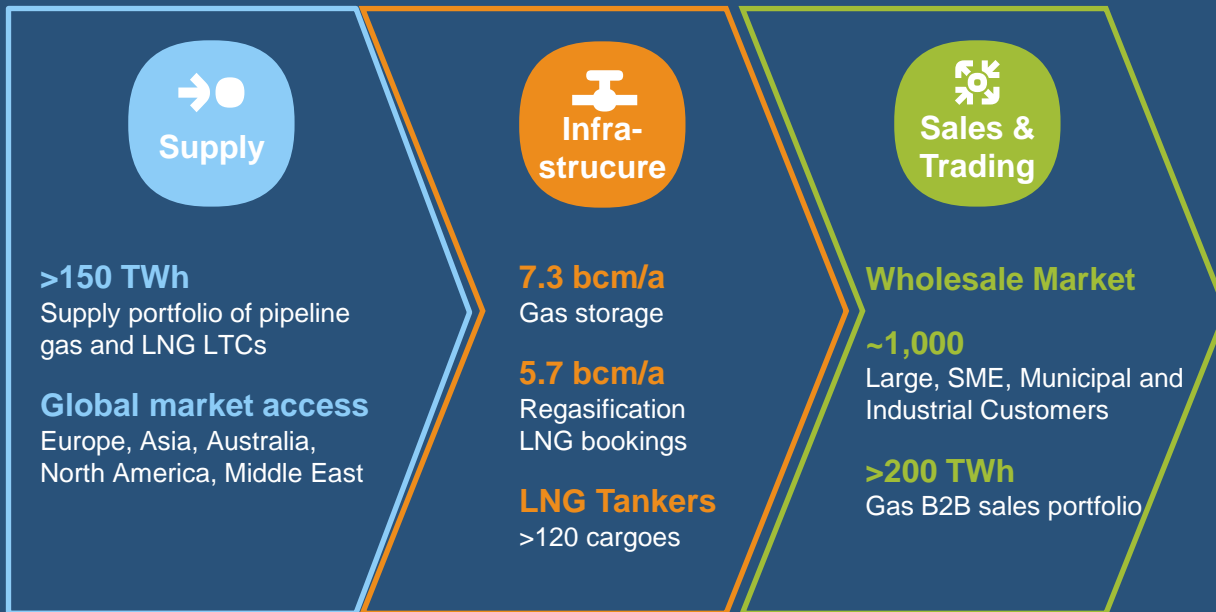 Supply
>150 TWh
Supply portfolio of pipeline
gas and LNG LTCs
Global market access
Europe, Asia, Australia,
North America, Middle East
Infra-
strucure
7.3 bcm/a
Gas storage
5.7 bcm/a
Regasification
LNG bookings
LNG Tankers
>120 cargoes
Sales &
Trading
Wholesale Market
~1,000
Large, SME, Municipal and
Industrial Customers
>200 TWh
Gas B2B sales portfolio